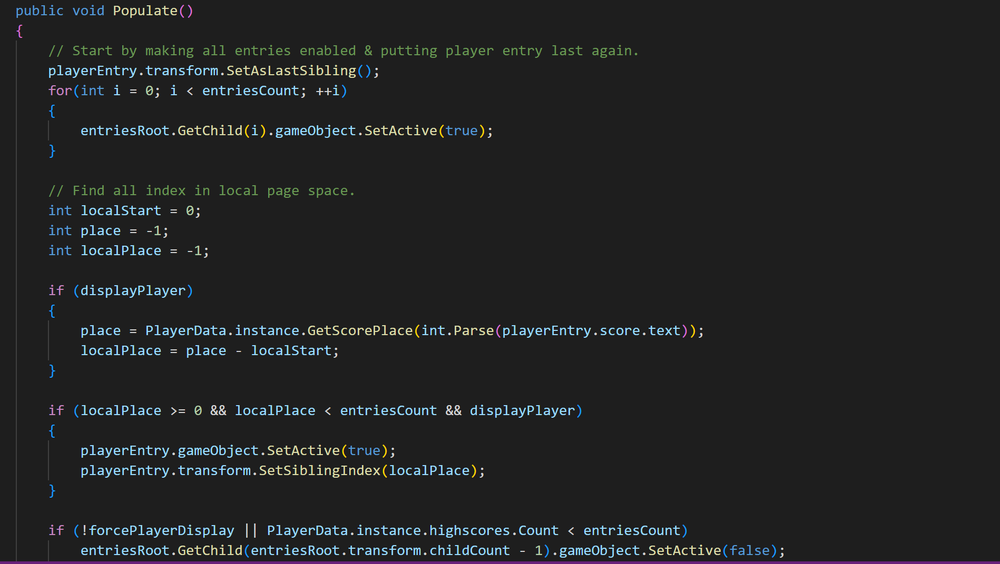 public void Populate()
{
    // Start by making all entries enabled & putting player entry last again.
    playerEntry.transform.SetAsLastSibling();
    for(int i = 0; i < entriesCount; ++i)
    {
        entriesRoot.GetChild(i).gameObject.SetActive(true);
    }

    // Find all index in local page space.
    int localStart = 0;
    int place = -1;
    int localPlace = -1;

    if (displayPlayer)
    {
        place = PlayerData.instance.GetScorePlace(int.Parse(playerEntry.score.text));
        localPlace = place - localStart;
    }

    if (localPlace >= 0 && localPlace < entriesCount && displayPlayer)
    {
        playerEntry.gameObject.SetActive(true);
        playerEntry.transform.SetSiblingIndex(localPlace);
    }

    if (!forcePlayerDisplay || PlayerData.instance.highscores.Count < entriesCount)
        entriesRoot.GetChild(entriesRoot.transform.childCount - 1).gameObject.SetActive(false);